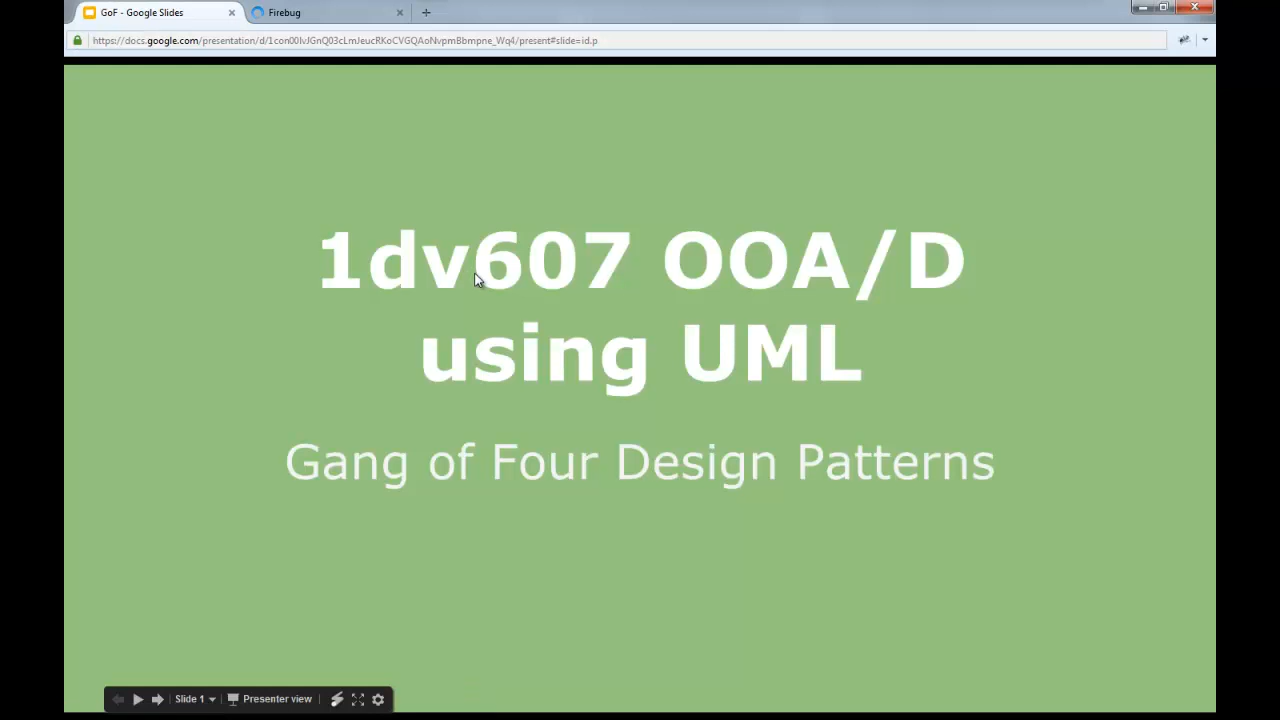 GoF - Google Slides
Firebug
https://docs.google.com/presentation/d/1con00lvJGnQ03cLmJeucRKoCVGQAoNvpmBbmpne_Wq4/present#slide=id.p
1dv607 OOA/D
using UML
Gang of Four Design Patterns
Slide 1
Presenter view